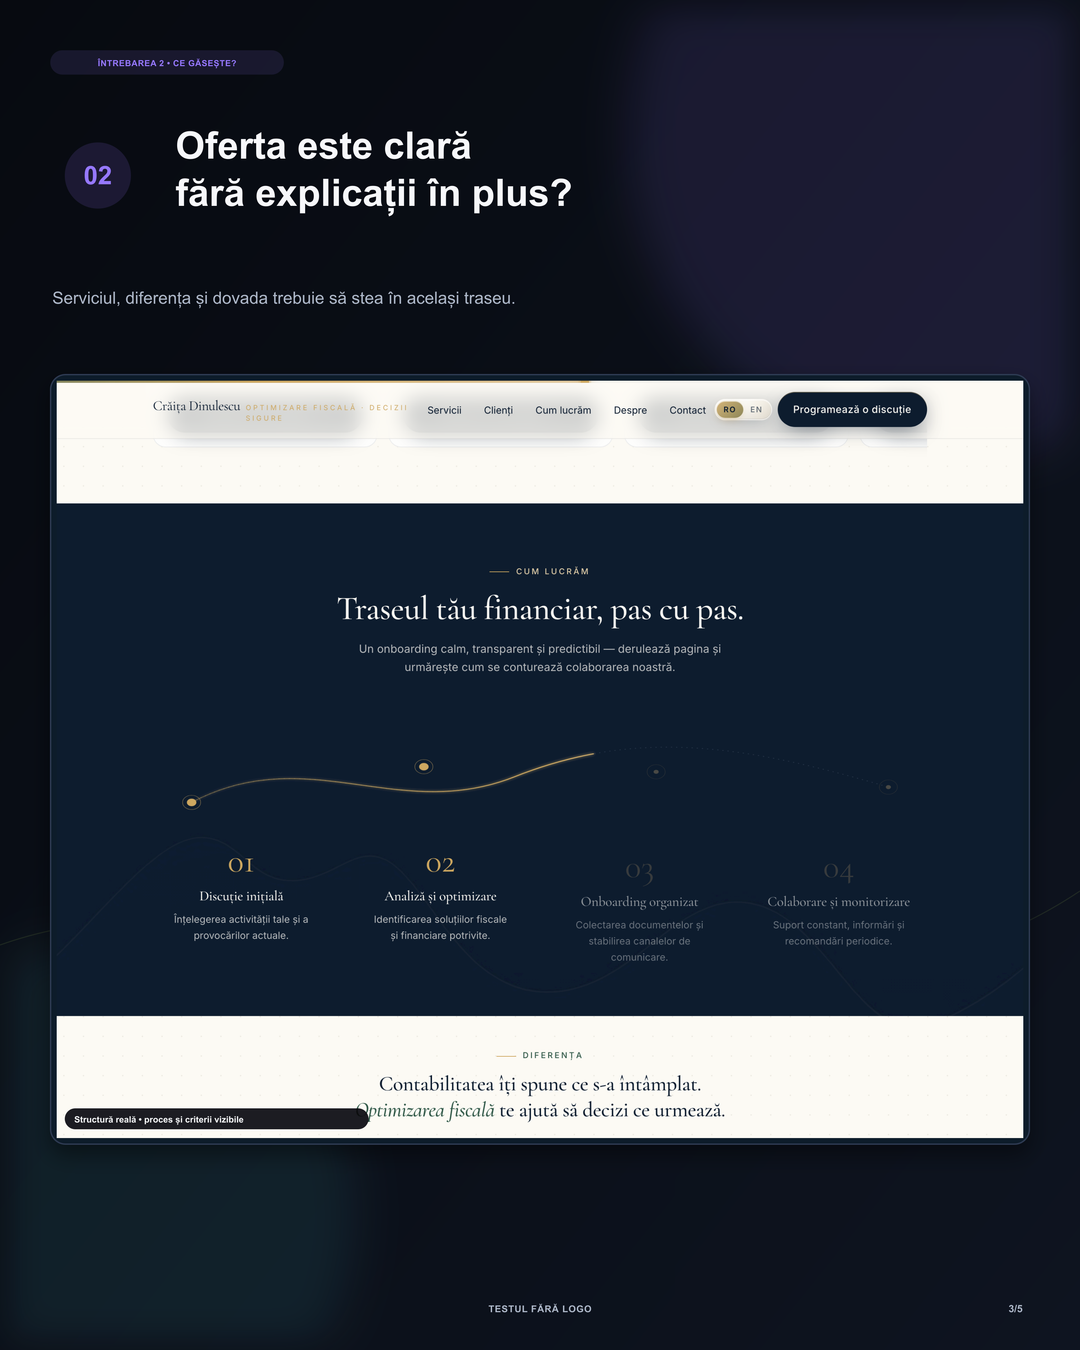 ÎNTREBAREA 2 • CE GĂSEȘTE?
02
Oferta este clară
fără explicații în plus?
Serviciul, diferența și dovada trebuie să stea în același traseu.
Crăița Dinulescu
OPTIMIZARE FISCALĂ · DECIZII
SIGURE
Servicii
Clienți
Cum lucrăm
Despre
Contact
RO
EN
Programează o discuție
CUM LUCRĂM
Traseul tău financiar, pas cu pas.
Un onboarding calm, transparent și predictibil — derulează pagina și
urmărește cum se conturează colaborarea noastră.
01
Discuție inițială
Înțelegerea activității tale și a
provocărilor actuale.
02
Analiză și optimizare
Identificarea soluțiilor fiscale
și financiare potrivite.
03
Onboarding organizat
Colectarea documentelor și
stabilirea canalelor de
comunicare.
04
Colaborare și monitorizare
Suport constant, informări și
recomandări periodice.
DIFERENȚA
Contabilitatea îți spune ce s-a întâmplat.
Optimizarea fiscală te ajută să decizi ce urmează.
Structură reală • proces și criterii vizibile
TESTUL FĂRĂ LOGO
3/5